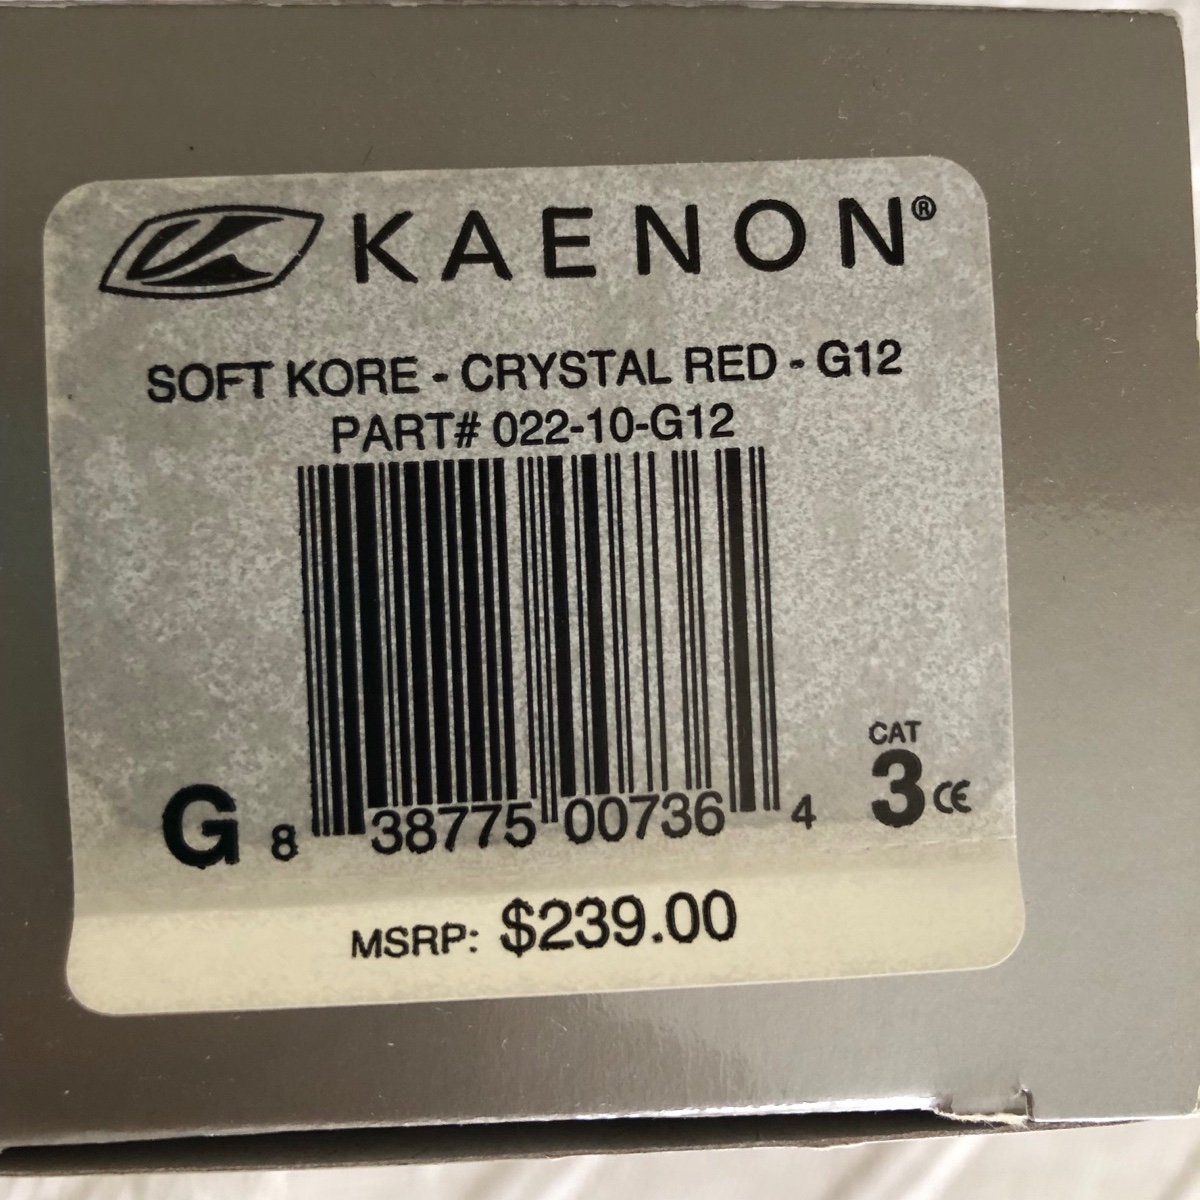 KAENON®
SOFT KORE - CRYSTAL RED - G12
PART# 022-10-G12
CAT
G 8 38775 00736 4 3 CE
MSRP: $239.00